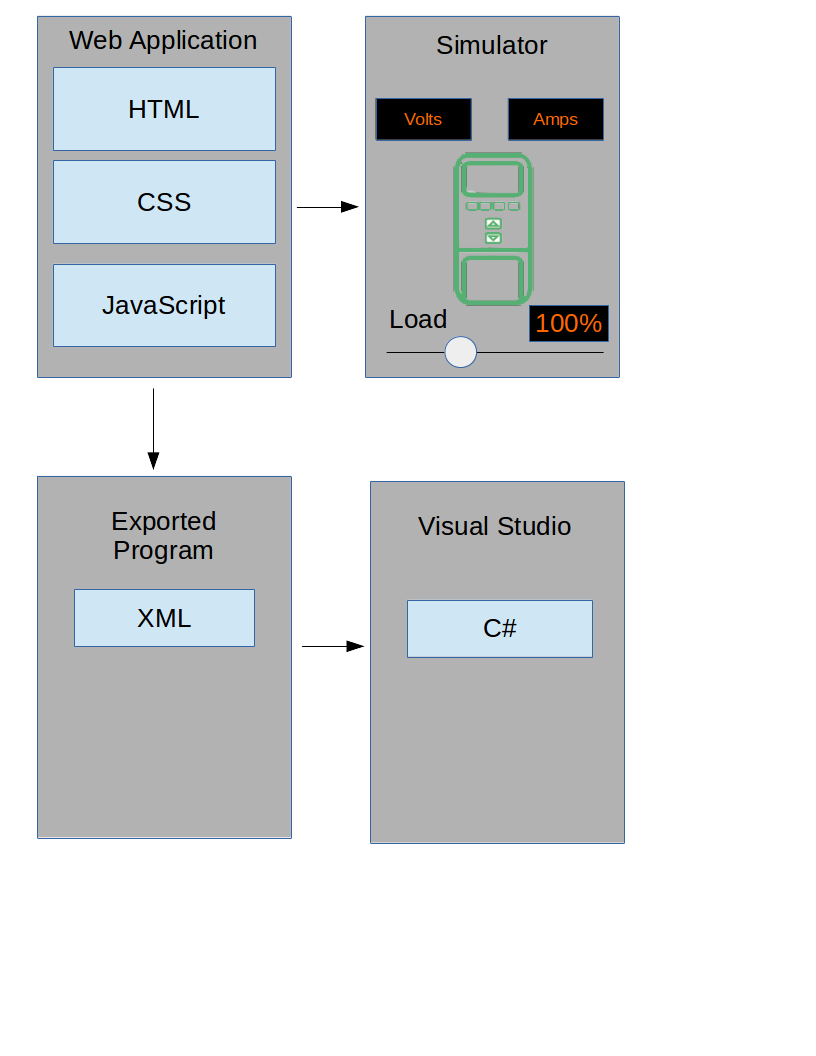 Web Application
HTML
CSS
JavaScript
Simulator
Volts
Amps
Load
100%
Exported
Program
XML
Visual Studio
C#